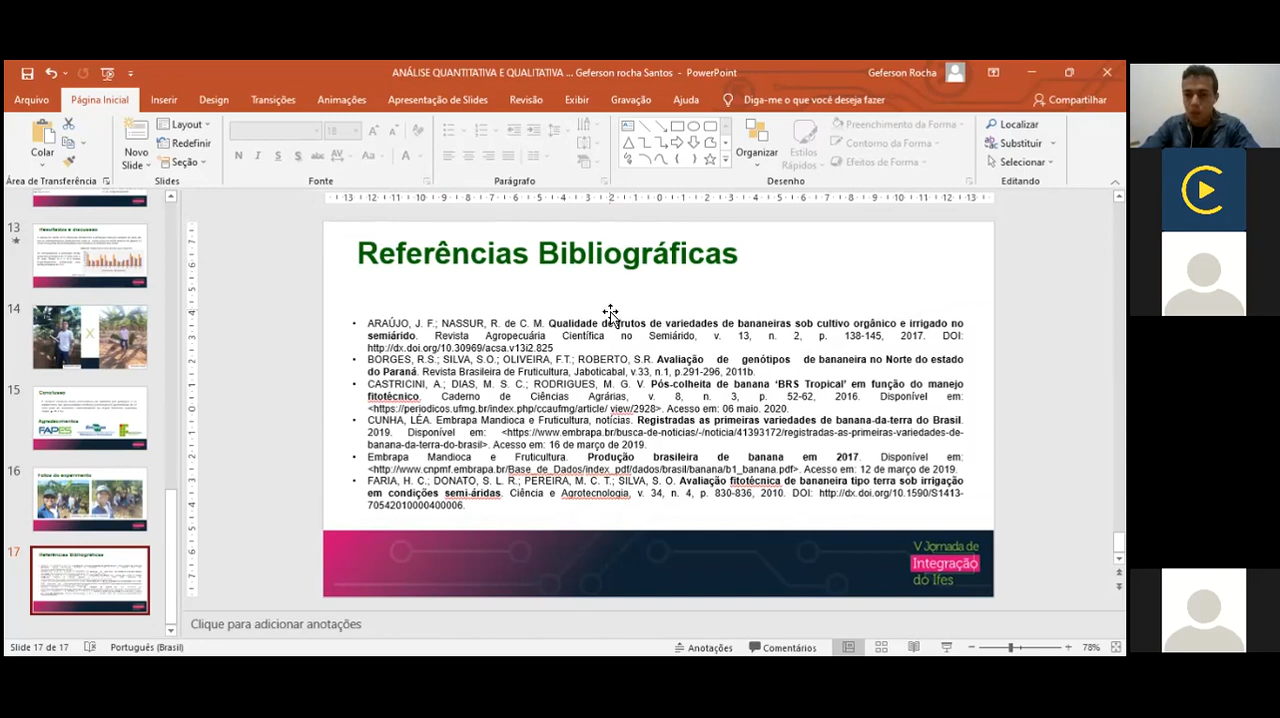 ANÁLISE QUANTITATIVA E QUALITATIVA ... Geferson rocha Santos - PowerPoint
Geferson Rocha
Arquivo Página Inicial Inserir Design Transições Animações Apresentação de Slides Revisão Exibir Gravação Ajuda Diga-me o que você deseja fazer Compartilhar
Colar
Novo
Slide
Layout
Redefinir
Seção
18
Organizar
Estilos
Rápidos
Preenchimento da Forma
Contorno da Forma
Efeitos de Forma
Localizar
Substituir
Selecionar
Área de Transferência Slides Fonte Parágrafo Desenho Editando
13
Resultados e discussão
14
15
Conclusão
Agradecimentos
FAPES
16
Fotos do experimento
17
Referências Bibliográficas
Referências Bibliográficas
• ARAÚJO, J. F.; NASSUR, R. de C. M. Qualidade de frutos de variedades de bananeiras sob cultivo orgânico e irrigado no
semiárido. Revista Agropecuária Científica no Semiárido, v. 13, n. 2, p. 138-145, 2017. DOI:
http://dx.doi.org/10.30969/acsa.v13i2.825
• BORGES, R.S.; SILVA, S.O.; OLIVEIRA, F.T.; ROBERTO, S.R. Avaliação de genótipos de bananeira no Norte do estado
do Paraná. Revista Brasileira de Fruticultura, Jaboticabal, v.33, n.1, p.291-296, 2011b.
• CASTRICINI, A.; DIAS, M. S. C.; RODRIGUES, M. G. V. Pós-colheita de banana ‘BRS Tropical’ em função do manejo
fitotécnico. Caderno de Ciências Agrárias, v. 8, n. 3, p. 52-62, 2016. Disponível em:
<https://periodicos.ufmg.br/index.php/ccaufmg/article/ view/2928>. Acesso em: 06 maio. 2020.
• CUNHA, LÉA. Embrapa Mandioca e Fruticultura, notícias. Registradas as primeiras variedades de banana-da-terra do Brasil.
2019. Disponível em: <https://www.embrapa.br/busca-de-noticias/-/noticia/41393172/registradas-as-primeiras-variedades-de-
banana-da-terra-do-brasil>. Acesso em: 16 março de 2019.
• Embrapa Mandioca e Fruticultura. Produção brasileira de banana em 2017. Disponível em:
<http://www.cnpmf.embrapa.br/Base_de_Dados/index_pdf/dados/brasil/banana/b1_banana.pdf>. Acesso em: 12 de março de 2019.
• FARIA, H. C.; DONATO, S. L. R.; PEREIRA, M. C. T.; SILVA, S. O. Avaliação fitotécnica de bananeira tipo terra sob irrigação
em condições semi-áridas. Ciência e Agrotecnologia, v. 34, n. 4, p. 830-836, 2010. DOI: http://dx.doi.org/10.1590/S1413-
70542010000400006.
V Jornada de
Integração
do Ifes
Clique para adicionar anotações
Slide 17 de 17 Português (Brasil) Anotações Comentários 78%